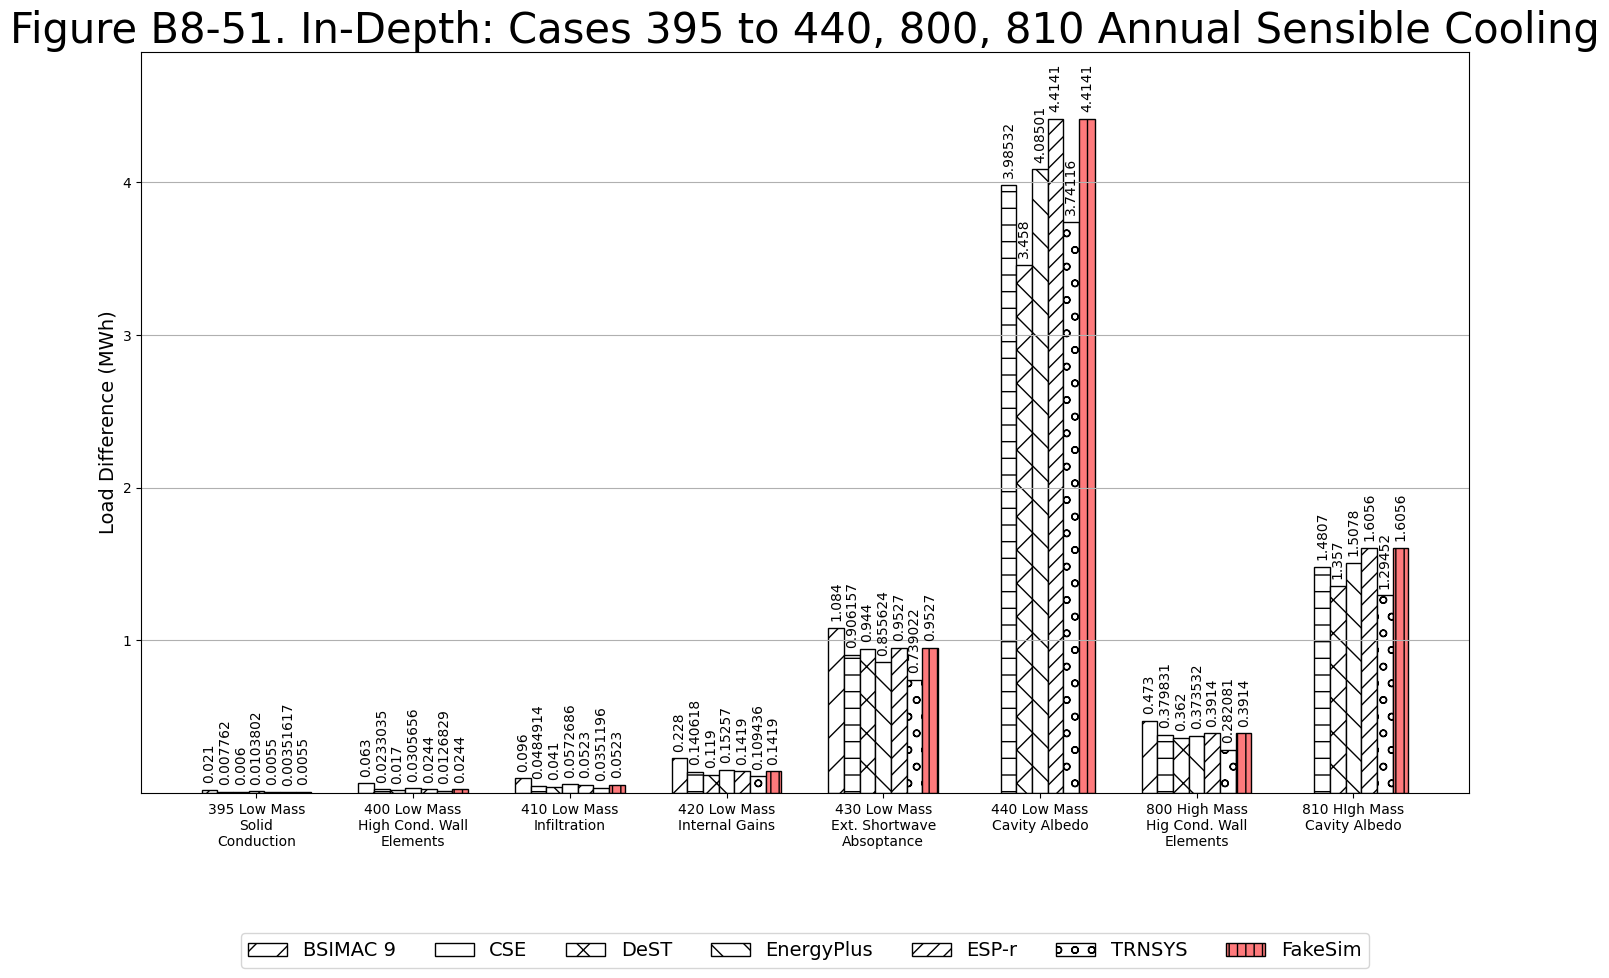 Figure B8-51. In-Depth: Cases 395 to 440, 800, 810 Annual Sensible Cooling
Load Difference (MWh)
4
3
2
1
0.021
0.007762
0.006
0.0103802
0.0055
0.00351617
0.0055
0.063
0.0233035
0.017
0.0305656
0.0244
0.0126829
0.0244
0.096
0.0484914
0.041
0.0572686
0.0523
0.0351196
0.0523
0.228
0.140618
0.119
0.15257
0.1419
0.109436
0.1419
1.084
0.906157
0.944
0.855624
0.9527
0.739022
0.9527
3.98532
3.458
4.08501
4.4141
3.74116
4.4141
0.473
0.379831
0.362
0.373532
0.3914
0.282081
0.3914
1.4807
1.357
1.5078
1.6056
1.29452
1.6056
395 Low Mass
Solid
Conduction
400 Low Mass
High Cond. Wall
Elements
410 Low Mass
Infiltration
420 Low Mass
Internal Gains
430 Low Mass
Ext. Shortwave
Absoptance
440 Low Mass
Cavity Albedo
800 High Mass
Hig Cond. Wall
Elements
810 HIgh Mass
Cavity Albedo
BSIMAC 9
CSE
DeST
EnergyPlus
ESP-r
TRNSYS
FakeSim